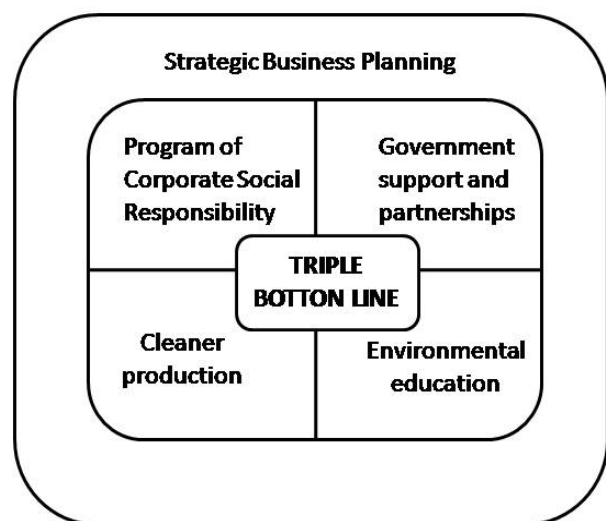 Strategic Business Planning
Program of
Corporate Social
Responsibility
Government
support and
partnerships
TRIPLE
BOTTON LINE
Cleaner
production
Environmental
education